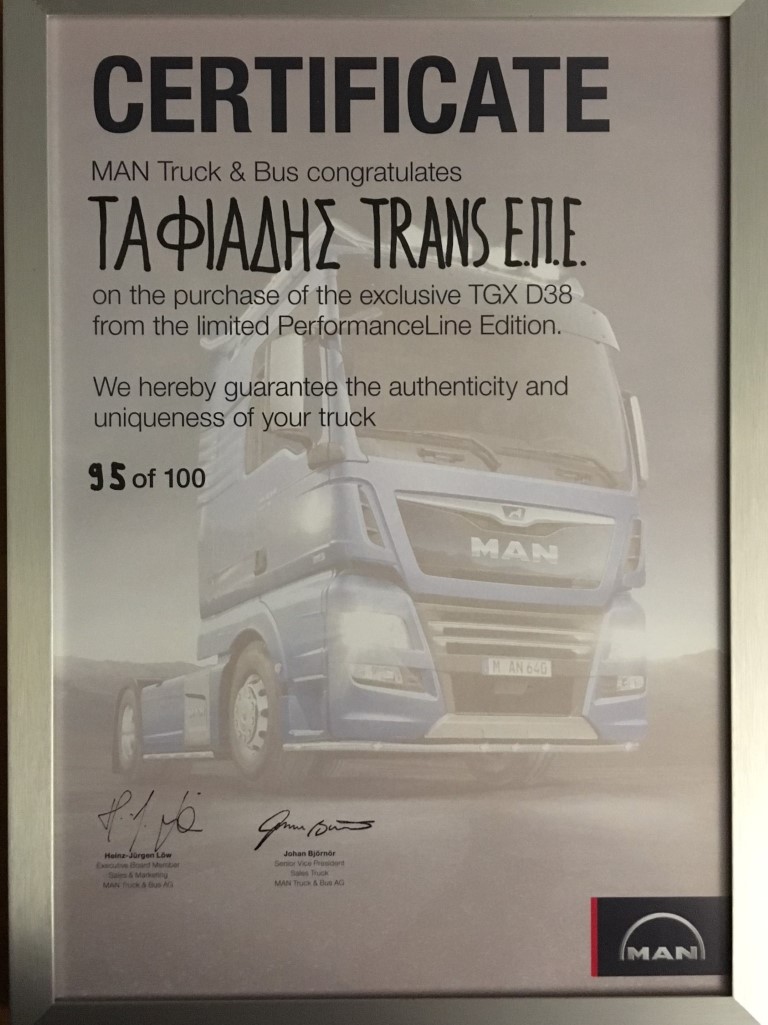 CERTIFICATE
MAN Truck & Bus congratulates
ΤΑΦΙΑΔΗΣ TRANS Ε.Π.Ε.
on the purchase of the exclusive TGX D38
from the limited PerformanceLine Edition.
We hereby guarantee the authenticity and
uniqueness of your truck
95 of 100
MAN
M AN 640
Heinz-Jürgen Löw
Executive Board Member
Sales & Marketing
MAN Truck & Bus AG
Johan Björnör
Senior Vice President
Sales Truck
MAN Truck & Bus AG
MAN